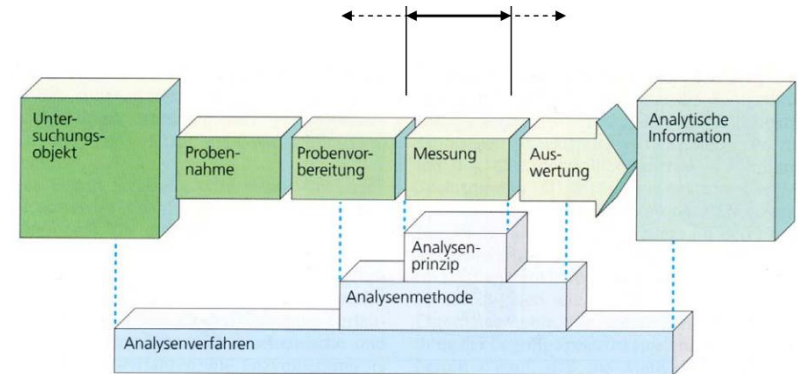 Unter-
suchungs-
objekt
Proben-
nahme
Probenvor-
bereitung
Messung
Aus-
wertung
Analytische
Information
Analysen-
prinzip
Analysenmethode
Analysenverfahren